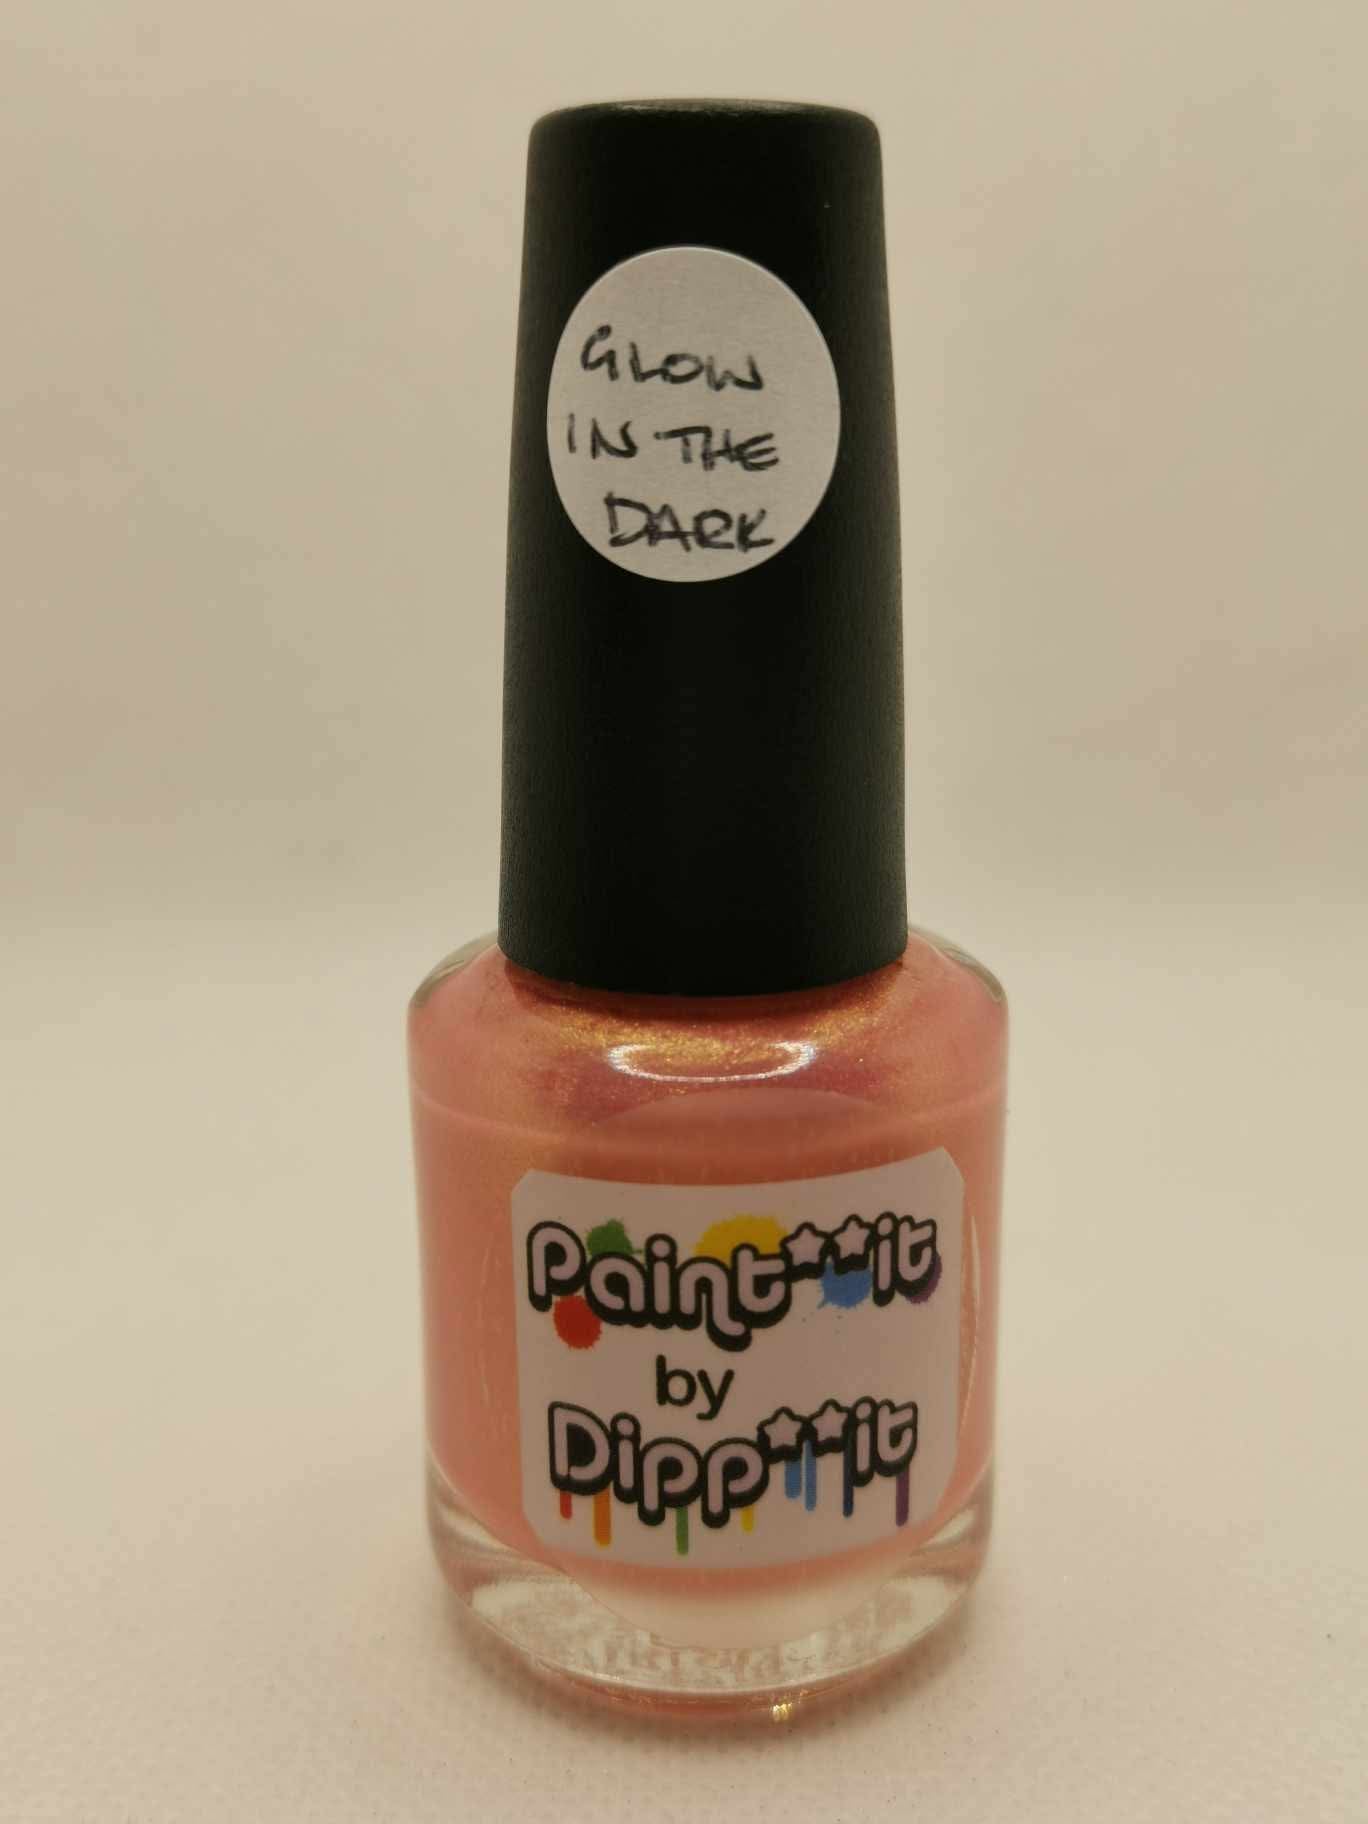 GLOW
IN THE
DARK
Paint**it
by
Dipp**it